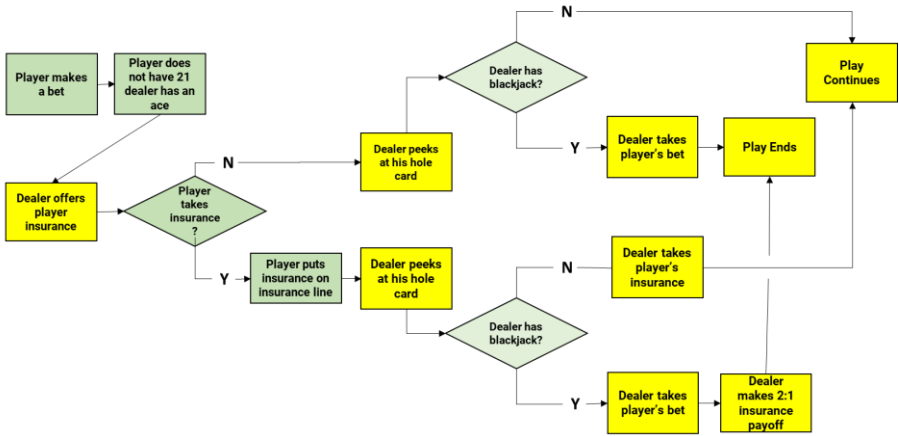 N
Player makes
a bet
Player does
not have 21
dealer has an
ace
Dealer has
blackjack?
Play
Continues
Y
Dealer takes
player's bet
Play Ends
N
Dealer peeks
at his hole
card
Dealer offers
player
insurance
Player
takes
insurance
?
Y
Player puts
insurance on
insurance line
Dealer peeks
at his hole
card
N
Dealer takes
player's
insurance
Dealer has
blackjack?
Y
Dealer takes
player's bet
Dealer
makes 2:1
insurance
payoff